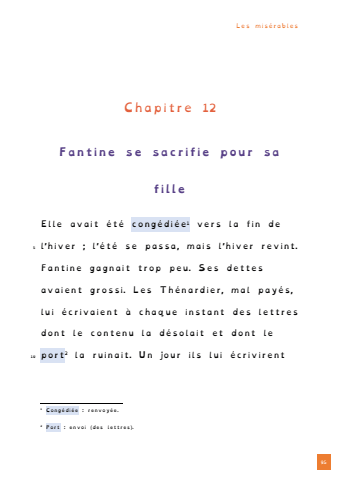 Les misérables
Chapitre 12
Fantine se sacrifie pour sa
fille
Elle avait été congédiée¹ vers la fin de
5 l'hiver ; l'été se passa, mais l'hiver revint.
Fantine gagnait trop peu. Ses dettes
avaient grossi. Les Thénardier, mal payés,
lui écrivaient à chaque instant des lettres
dont le contenu la désolait et dont le
10 port² la ruinait. Un jour ils lui écrivirent
¹ Congédiée : renvoyée.
² Port : envoi (des lettres).